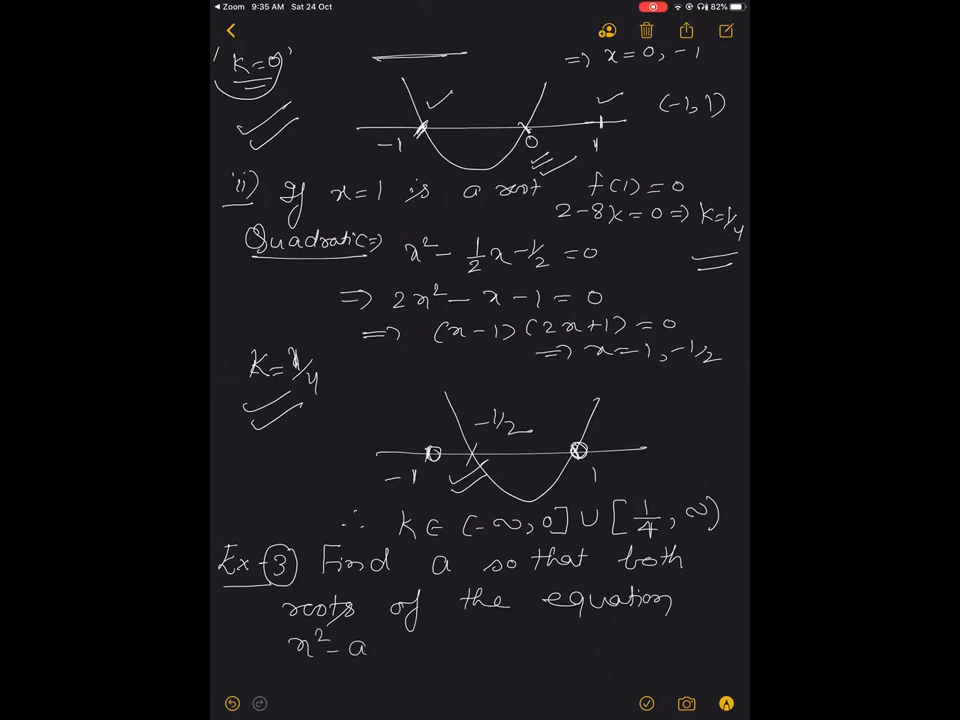 Zoom 9:35 AM Sat 24 Oct 82%
' K=0 '
=> x=0, -1
(-1, 1)
-1 0 1
ii) If x=1 is a root f(1)=0
2-8k=0 => k=1/4
Quadratic=> x² - 1/2 x - 1/2 = 0
=> 2x² - x - 1 = 0
=> (x-1) (2x+1) = 0
=> x=1, -1/2
K=1/4
-1/2
-1 1
∴ k ∈ (-∞, 0] ∪ [1/4, ∞)
Ex-3) Find a so that both
roots of the equation
x² - a